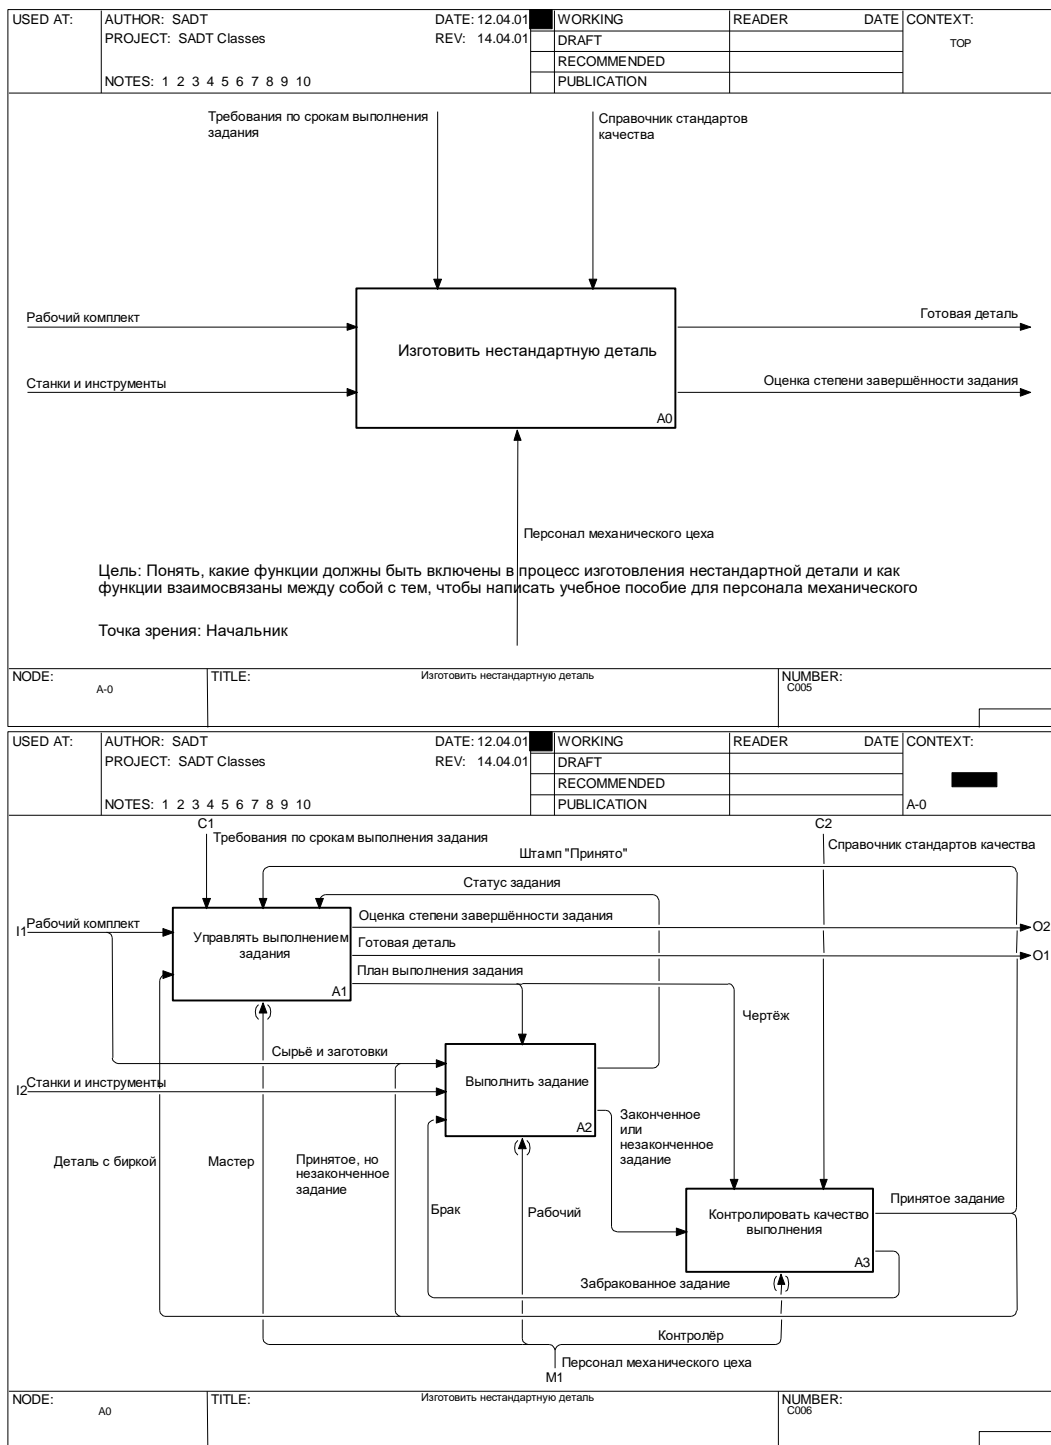 USED AT:
AUTHOR: SADT
DATE: 12.04.01
WORKING
READER
DATE
CONTEXT:
PROJECT: SADT Classes
REV: 14.04.01
DRAFT
TOP
RECOMMENDED
NOTES: 1 2 3 4 5 6 7 8 9 10
PUBLICATION
Требования по срокам выполнения
задания
Справочник стандартов
качества
Рабочий комплект
Готовая деталь
Изготовить нестандартную деталь
Станки и инструменты
Оценка степени завершённости задания
A0
Персонал механического цеха
Цель: Понять, какие функции должны быть включены в процесс изготовления нестандартной детали и как
функции взаимосвязаны между собой с тем, чтобы написать учебное пособие для персонала механического
Точка зрения: Начальник
NODE:
A-0
TITLE:
Изготовить нестандартную деталь
NUMBER:
C005
USED AT:
AUTHOR: SADT
DATE: 12.04.01
WORKING
READER
DATE
CONTEXT:
PROJECT: SADT Classes
REV: 14.04.01
DRAFT
RECOMMENDED
NOTES: 1 2 3 4 5 6 7 8 9 10
PUBLICATION
A-0
C1
Требования по срокам выполнения задания
C2
Справочник стандартов качества
Штамп "Принято"
Статус задания
I1
Рабочий комплект
Оценка степени завершённости задания
O2
Управлять выполнением
задания
A1
Готовая деталь
O1
План выполнения задания
Чертёж
Сырьё и заготовки
I2
Станки и инструменты
Выполнить задание
A2
Законченное
или
незаконченное
задание
Деталь с биркой
Мастер
Принятое, но
незаконченное
задание
Брак
Рабочий
Контролировать качество
выполнения
A3
Принятое задание
Забракованное задание
Контролёр
Персонал механического цеха
M1
NODE:
A0
TITLE:
Изготовить нестандартную деталь
NUMBER:
C006